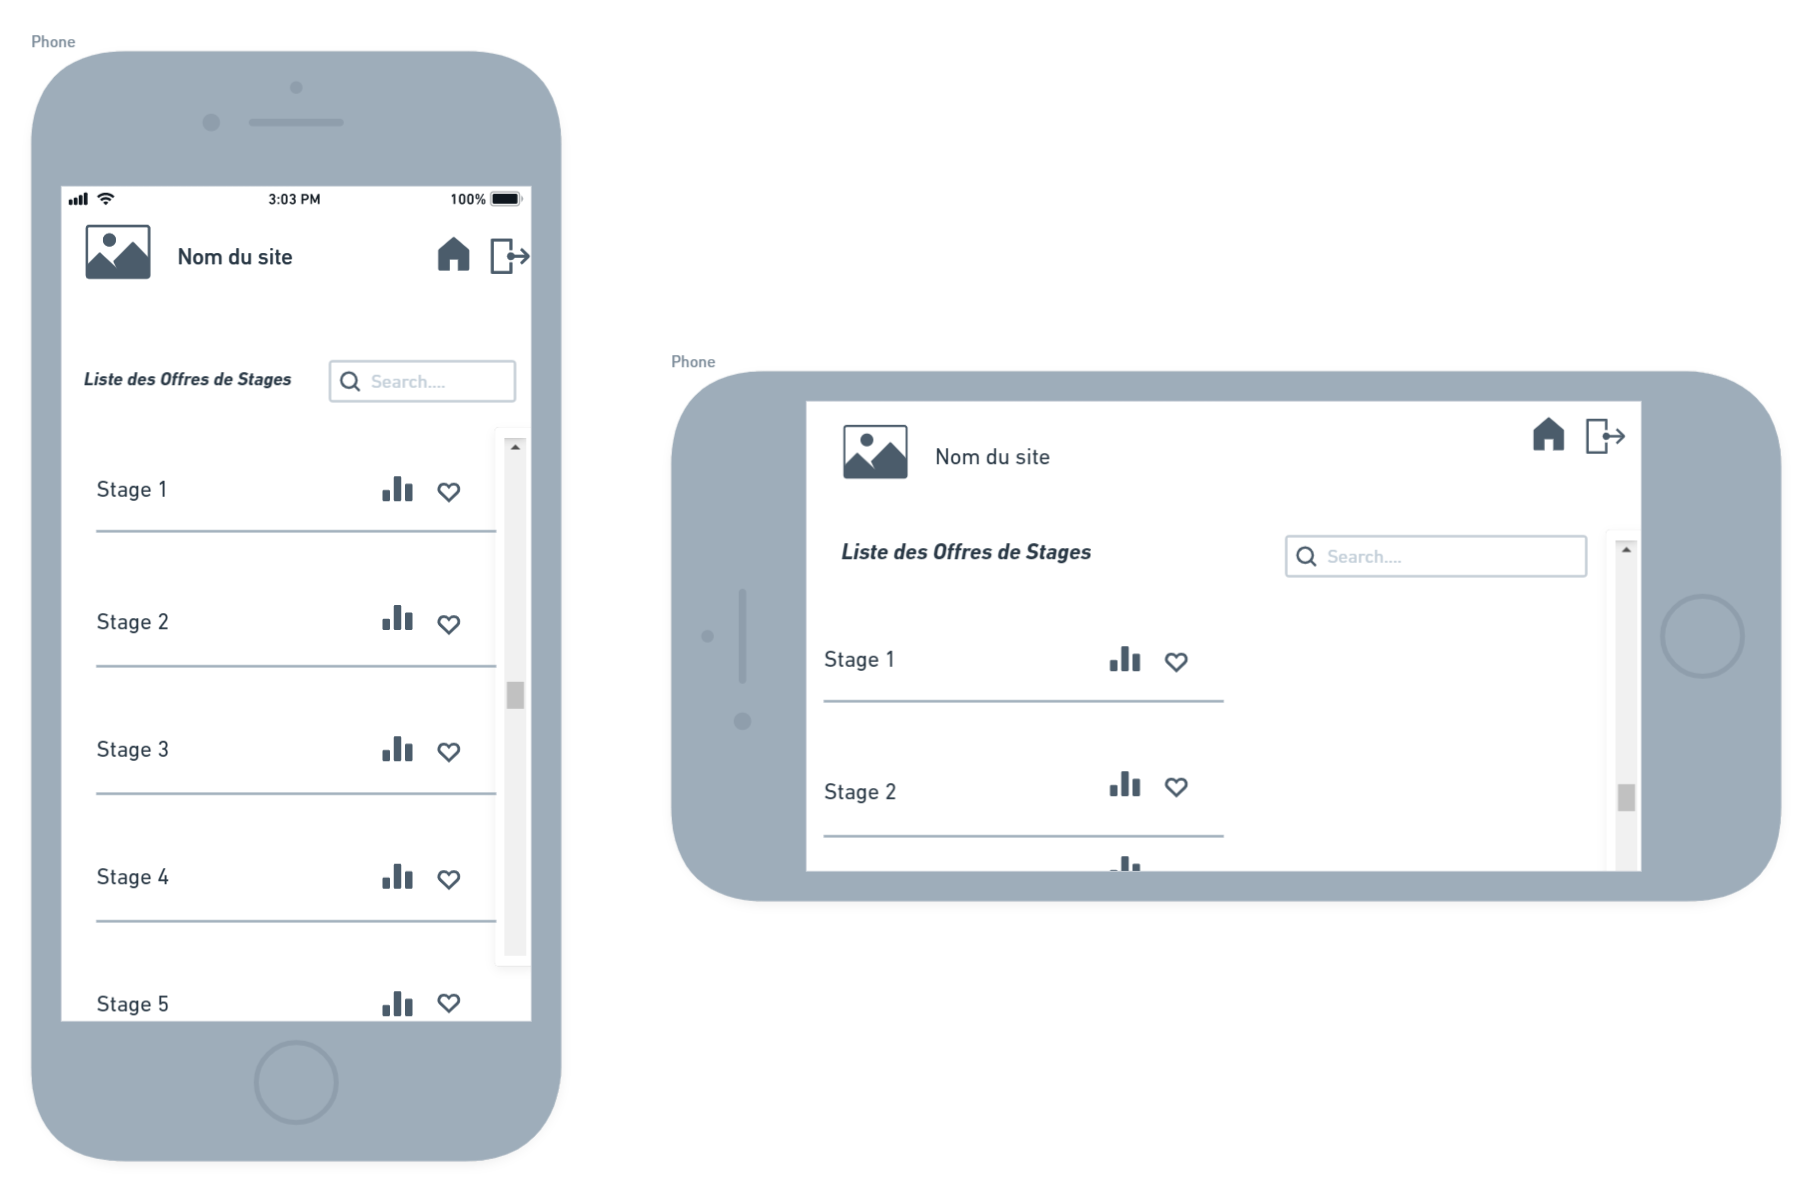 Phone
3:03 PM
100%
Nom du site
Liste des Offres de Stages
Search....
Stage 1
Stage 2
Stage 3
Stage 4
Stage 5
Phone
Nom du site
Liste des Offres de Stages
Search....
Stage 1
Stage 2